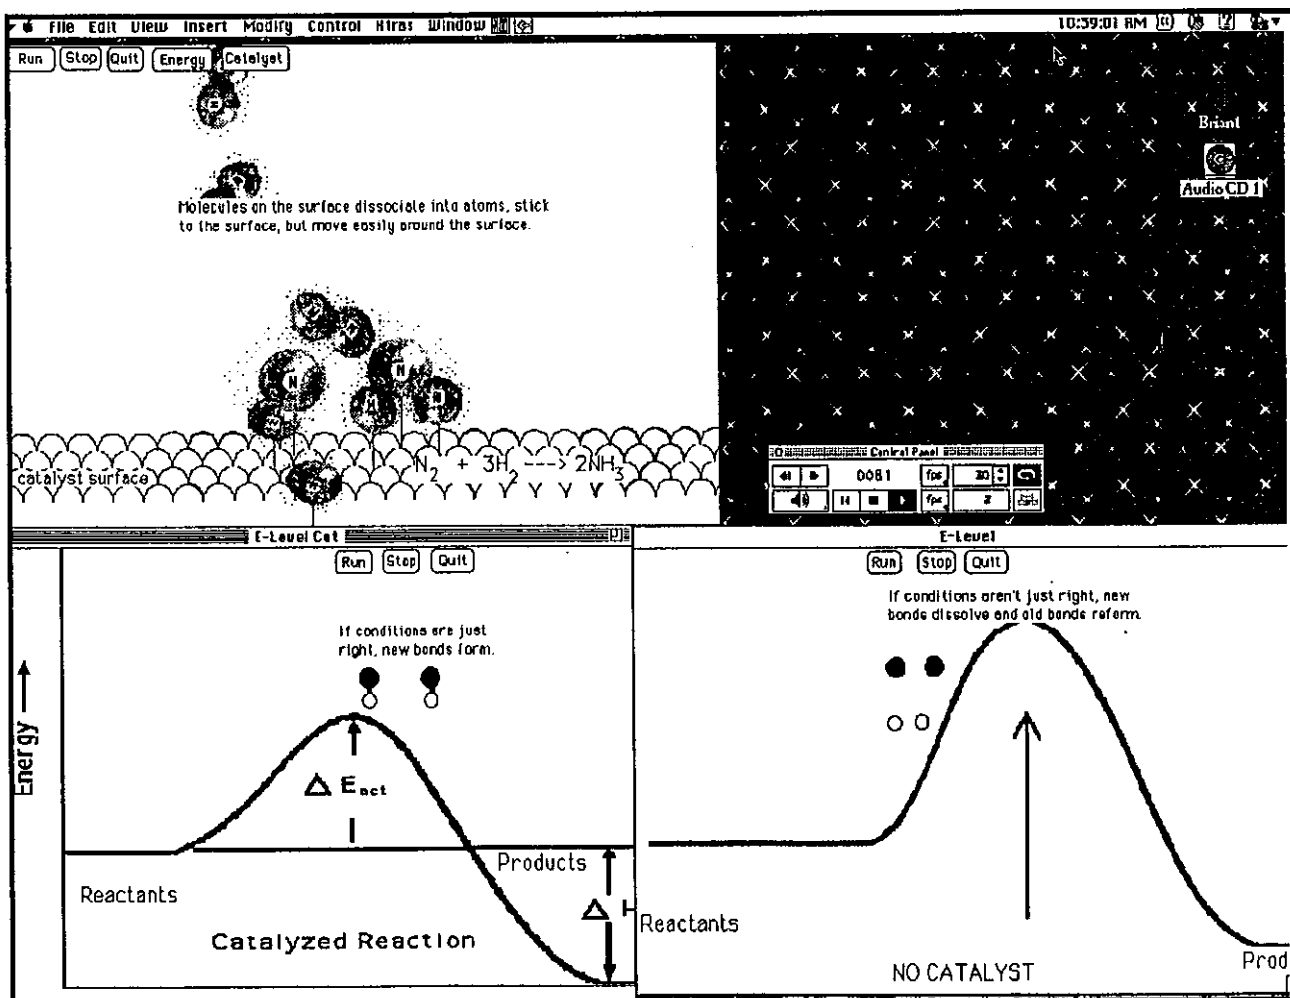 File Edit View Insert Modify Control Xtras Window
10:59:01 AM
Run Stop Quit Energy Catalyst
Briant
Audio CD 1
Molecules on the surface dissociate into atoms, stick
to the surface, but move easily around the surface.
N
N
H
H
catalyst surface
N2 + 3H2 ---> 2NH3
Control Panel
0081 fps 30
fps 2
E-Level Cat
Run Stop Quit
If conditions are just
right, new bonds form.
Energy
Δ Eact
Products
Reactants
Δ H
Catalyzed Reaction
E-Level
Run Stop Quit
If conditions aren't just right, new
bonds dissolve and old bonds reform.
Reactants
Prod
NO CATALYST